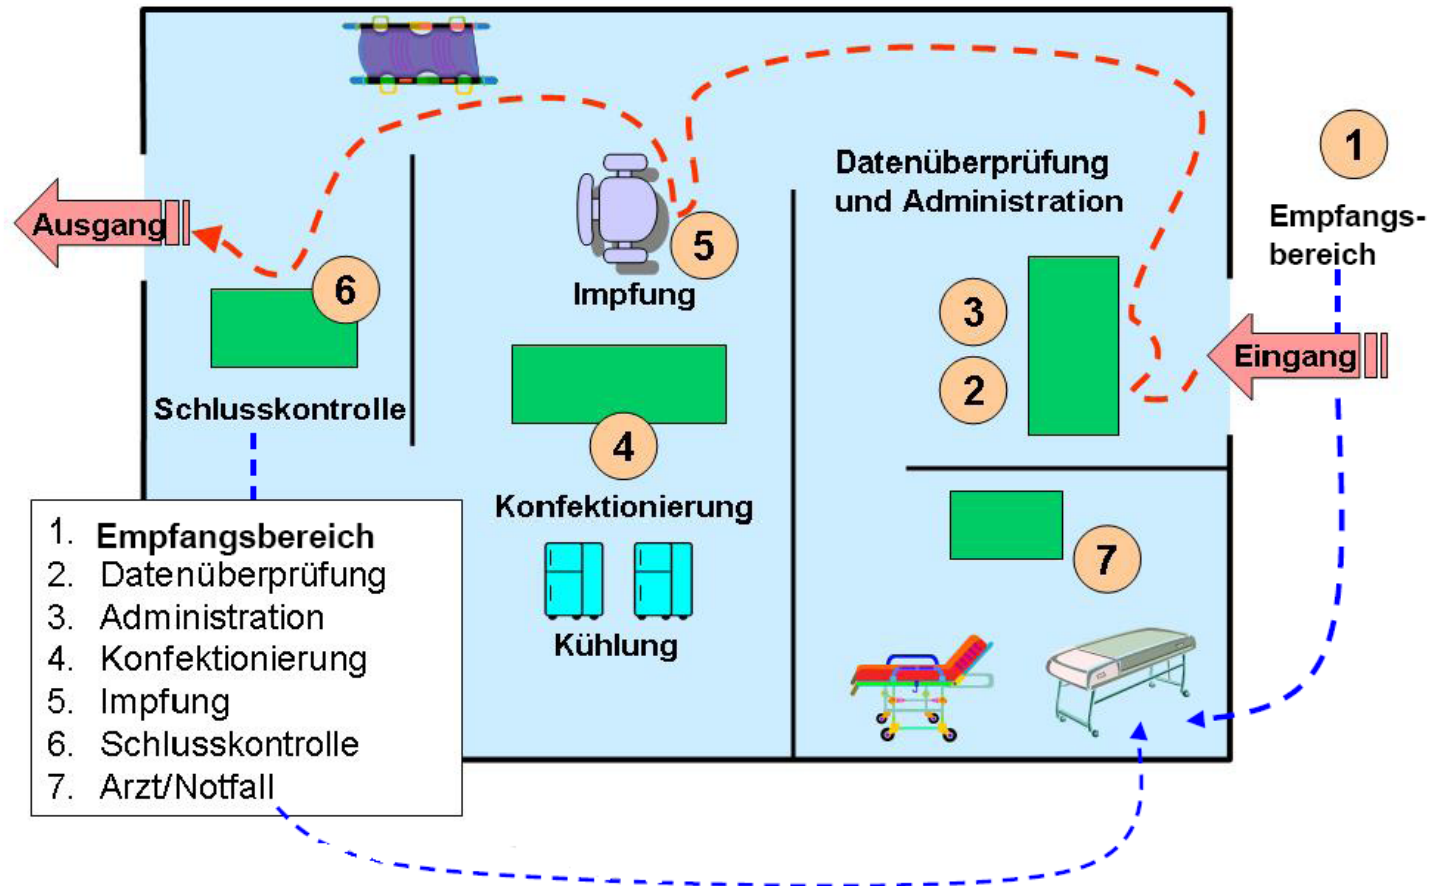 1
Empfangs-
bereich
Datenüberprüfung
und Administration
Ausgang
5
Impfung
6
3
Eingang
2
Schlusskontrolle
4
Konfektionierung
7
Kühlung
1. Empfangsbereich
2. Datenüberprüfung
3. Administration
4. Konfektionierung
5. Impfung
6. Schlusskontrolle
7. Arzt/Notfall